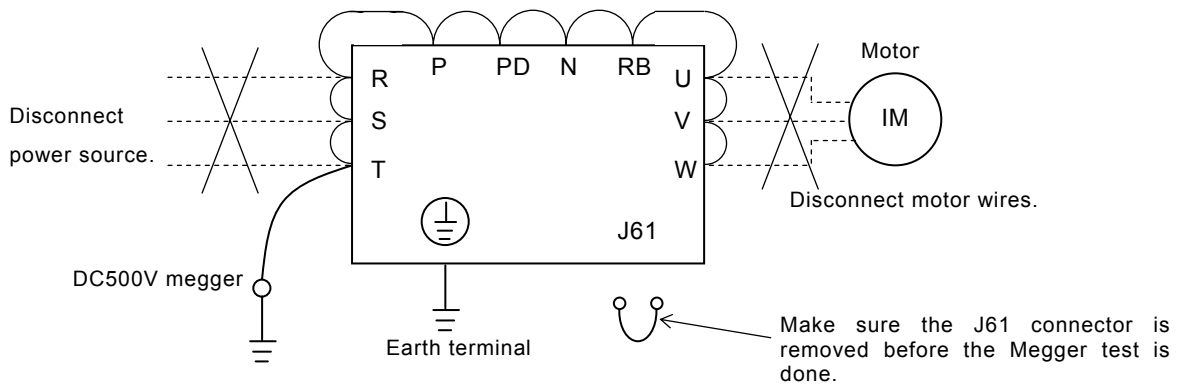 Motor
P PD N RB
R U
S V IM
T W
Disconnect
power source.
Disconnect motor wires.
J61
DC500V megger
Earth terminal
Make sure the J61 connector is
removed before the Megger test is
done.